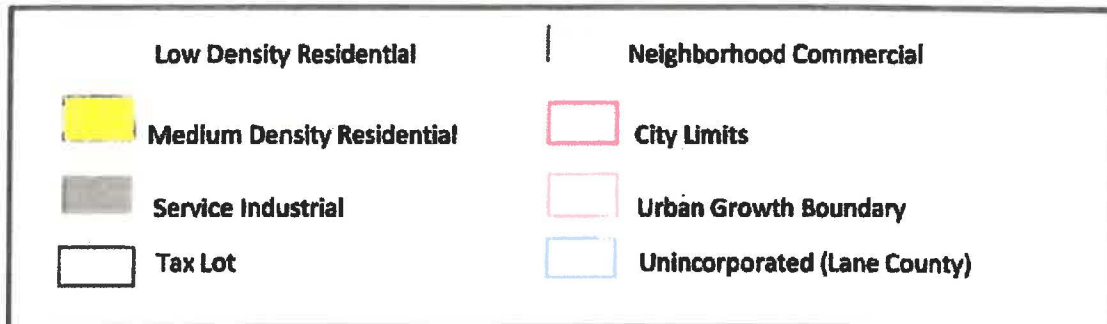 Low Density Residential
Neighborhood Commercial
Medium Density Residential
City Limits
Service Industrial
Urban Growth Boundary
Tax Lot
Unincorporated (Lane County)